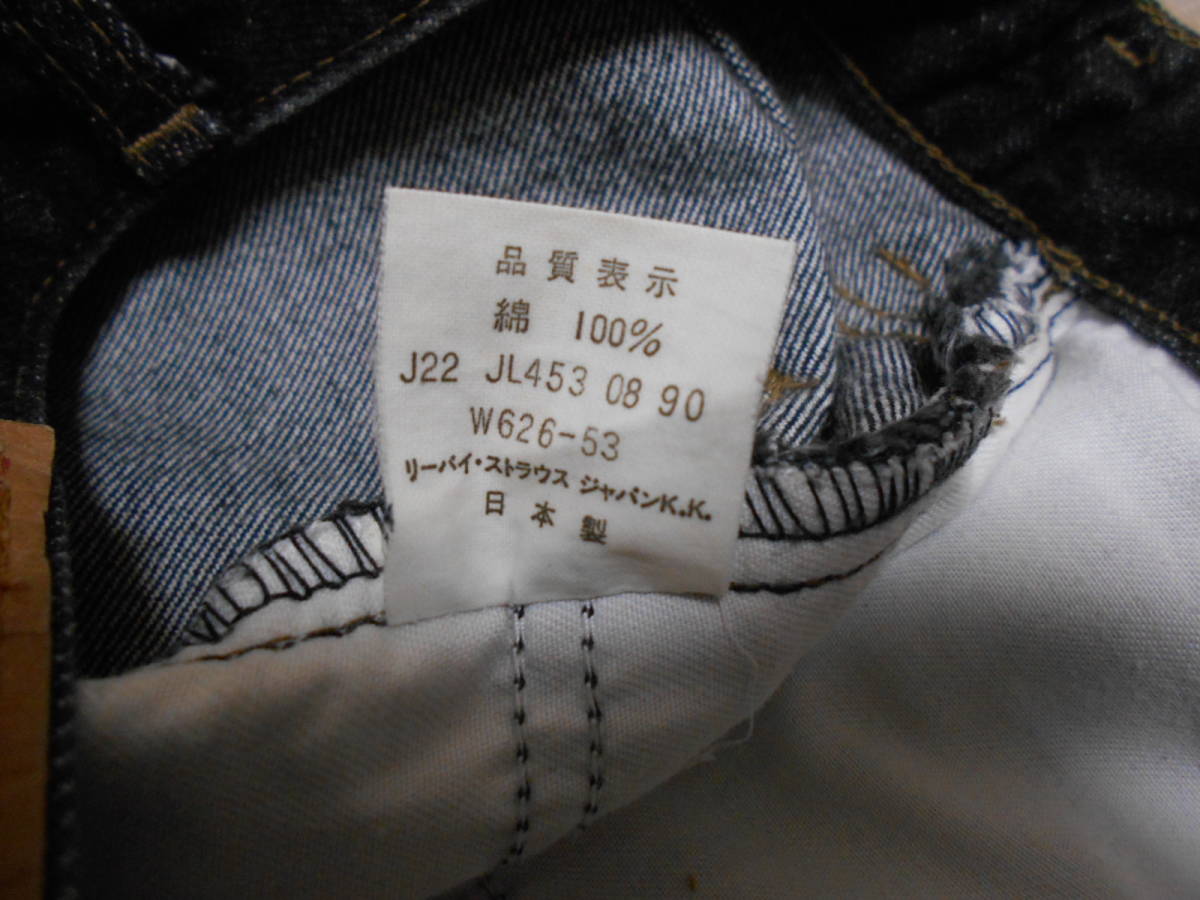 品質表示
綿 100%
J22 JL453 08 90
W626-53
リーバイ・ストラウス ジャパンK.K.
日本製